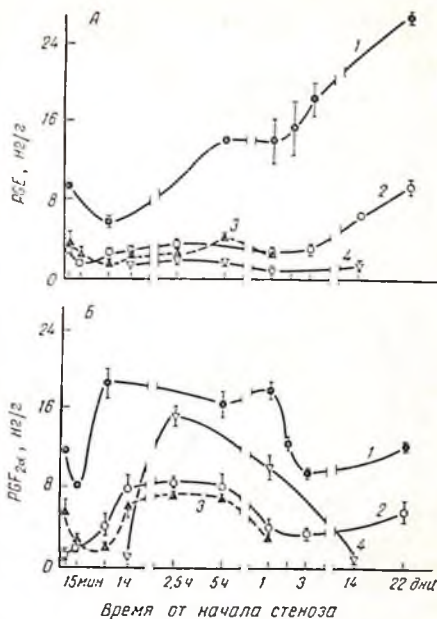 А
24
16
8
0
PGE, нг/г
1
2
3
4
Б
24
16
8
0
PGF2α, нг/г
1
2
3
4
15мин 1ч 2,5ч 5ч 1 3 14 22 дни
Время от начала стеноза